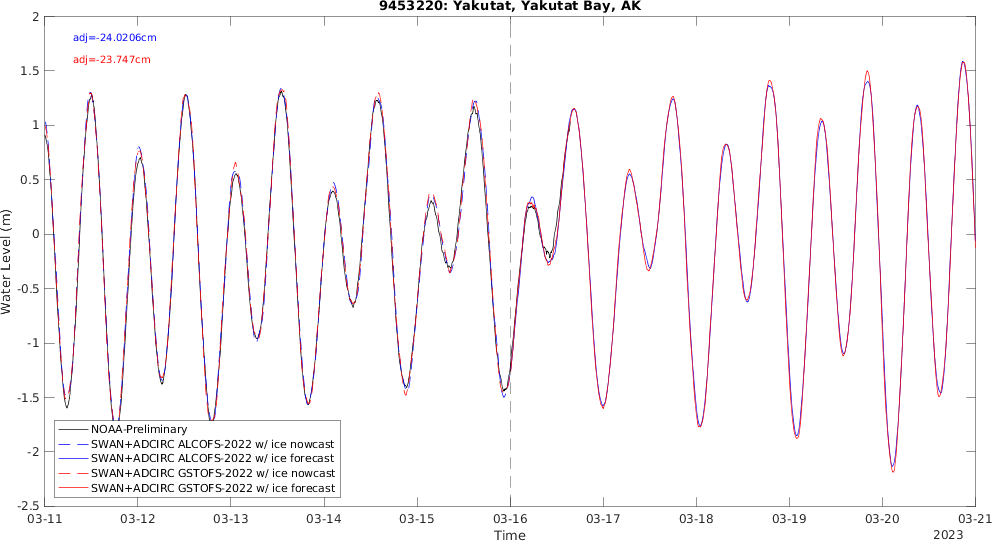 9453220: Yakutat, Yakutat Bay, AK
adj=-24.0206cm
adj=-23.747cm
2
1.5
1
0.5
0
-0.5
-1
-1.5
-2
-2.5
Water Level (m)
NOAA-Preliminary
SWAN+ADCIRC ALCOFS-2022 w/ ice nowcast
SWAN+ADCIRC ALCOFS-2022 w/ ice forecast
SWAN+ADCIRC GSTOFS-2022 w/ ice nowcast
SWAN+ADCIRC GSTOFS-2022 w/ ice forecast
03-11 03-12 03-13 03-14 03-15 03-16 03-17 03-18 03-19 03-20 03-21
Time
2023